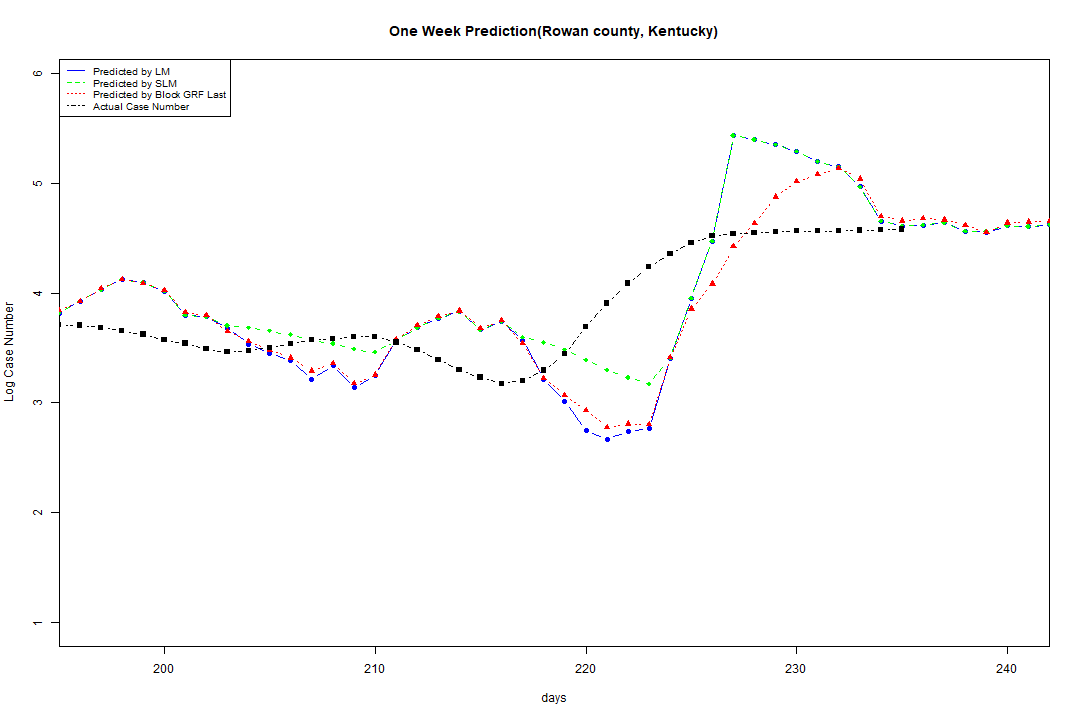 One Week Prediction(Rowan county, Kentucky)
Predicted by LM
Predicted by SLM
Predicted by Block GRF Last
Actual Case Number
6
5
4
3
2
1
Log Case Number
200 210 220 230 240
days